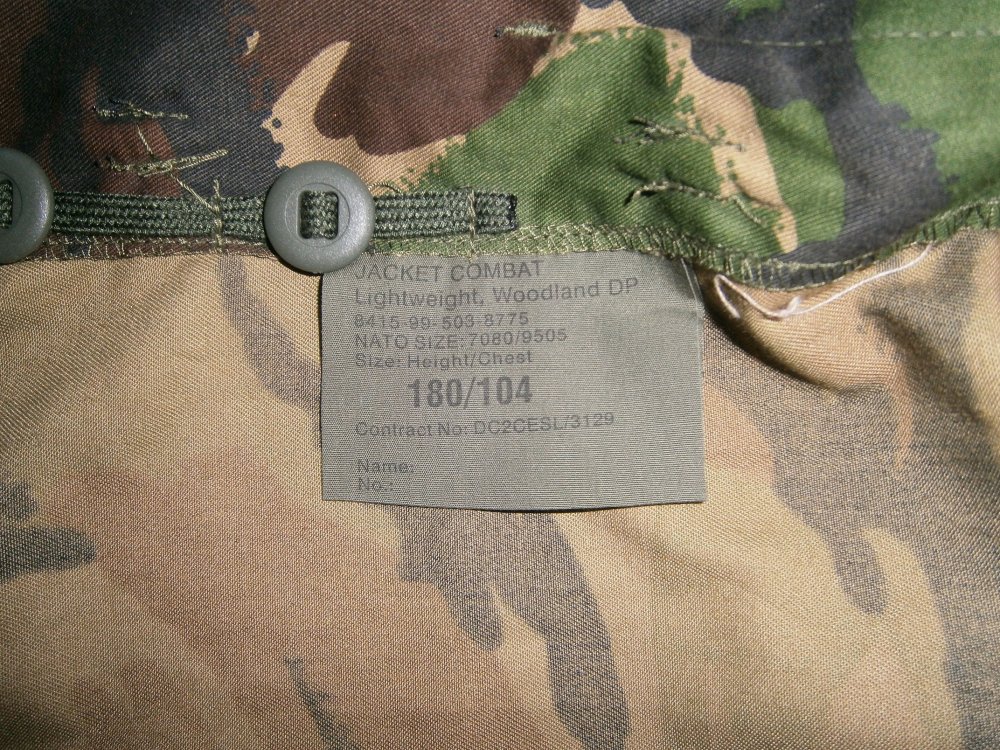 JACKET COMBAT
Lightweight, Woodland DP
8415-99-503-8775
NATO SIZE: 7080/9505
Size: Height/Chest
180/104
Contract No: DC2CESL/3129
Name:
No.: